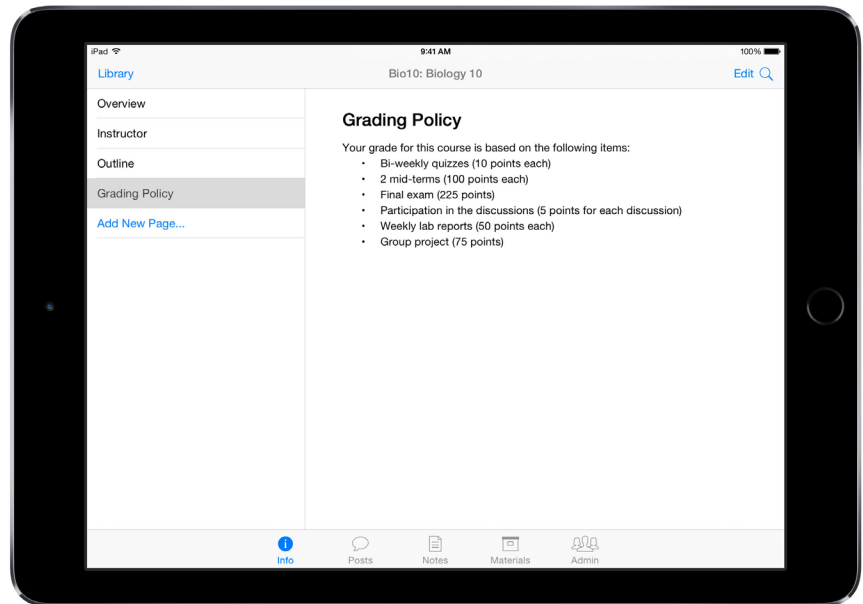 iPad 9:41 AM 100%
Library Bio10: Biology 10 Edit
Overview
Instructor
Outline
Grading Policy
Add New Page...
Grading Policy
Your grade for this course is based on the following items:
• Bi-weekly quizzes (10 points each)
• 2 mid-terms (100 points each)
• Final exam (225 points)
• Participation in the discussions (5 points for each discussion)
• Weekly lab reports (50 points each)
• Group project (75 points)
Info Posts Notes Materials Admin